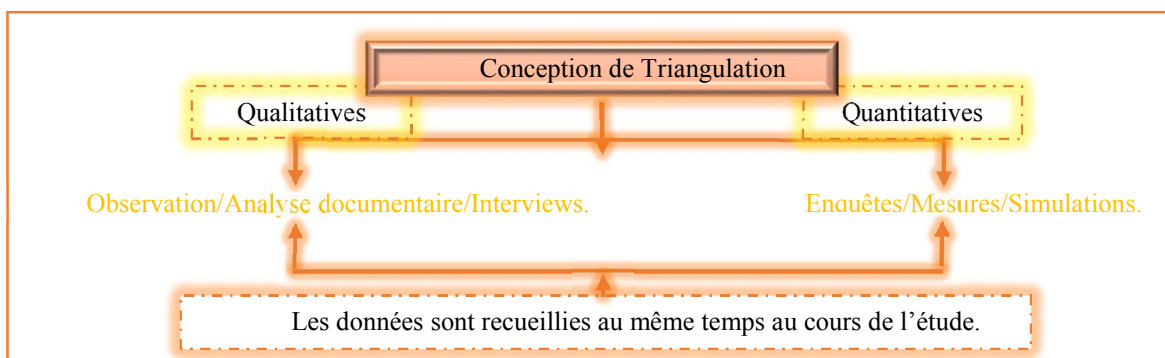 Conception de Triangulation
Qualitatives
Quantitatives
Observation/Analyse documentaire/Interviews.
Enquêtes/Mesures/Simulations.
Les données sont recueillies au même temps au cours de l’étude.